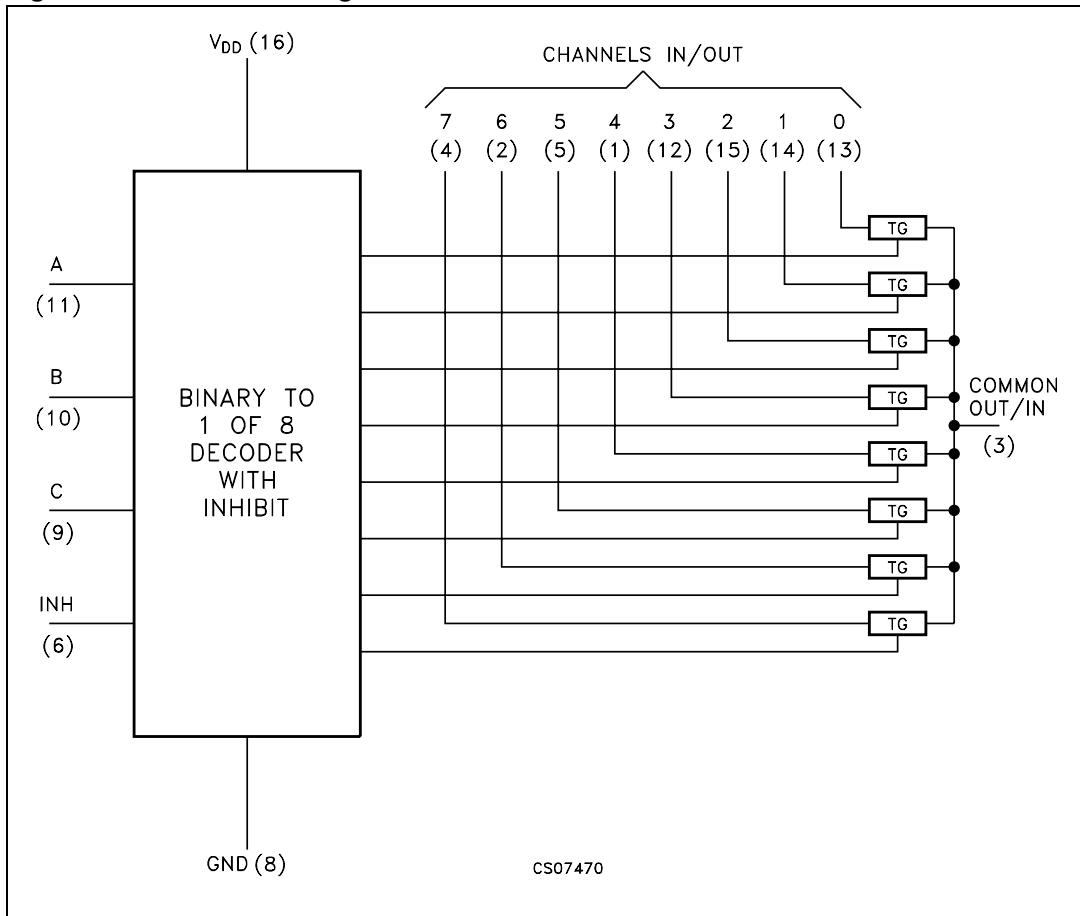 V_DD (16)
CHANNELS IN/OUT
7 6 5 4 3 2 1 0
(4) (2) (5) (1) (12) (15) (14) (13)
TG
A
(11)
TG
TG
B
(10)
BINARY TO
1 OF 8
DECODER
WITH
INHIBIT
TG
COMMON
OUT/IN
(3)
TG
C
(9)
TG
TG
INH
(6)
TG
GND (8)
CS07470